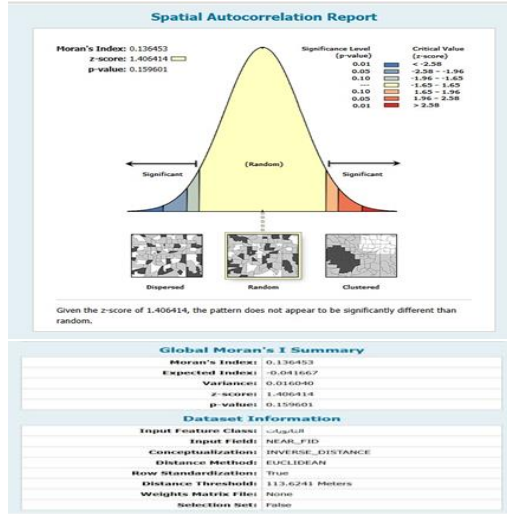 Spatial Autocorrelation Report
Moran's Index: 0.136453
z-score: 1.406414
p-value: 0.159601
Significance Level (p-value)
Critical Value (z-score)
0.01 < -2.58
0.05 -2.58 - -1.96
0.10 -1.96 - -1.65
--- -1.65 - 1.65
0.10 1.65 - 1.96
0.05 1.96 - 2.58
0.01 > 2.58
Significant
(Random)
Significant
Dispersed
Random
Clustered
Given the z-score of 1.406414, the pattern does not appear to be significantly different than
random.
Global Moran's I Summary
Moran's Index: 0.136453
Expected Index: -0.041667
Variance: 0.016040
z-score: 1.406414
p-value: 0.159601
Dataset Information
Input Feature Class:
Input Field: NEAR_FID
Conceptualization: INVERSE_DISTANCE
Distance Method: EUCLIDEAN
Row Standardization: True
Distance Threshold: 113.6241 Meters
Weights Matrix File: None
Selection Set: False